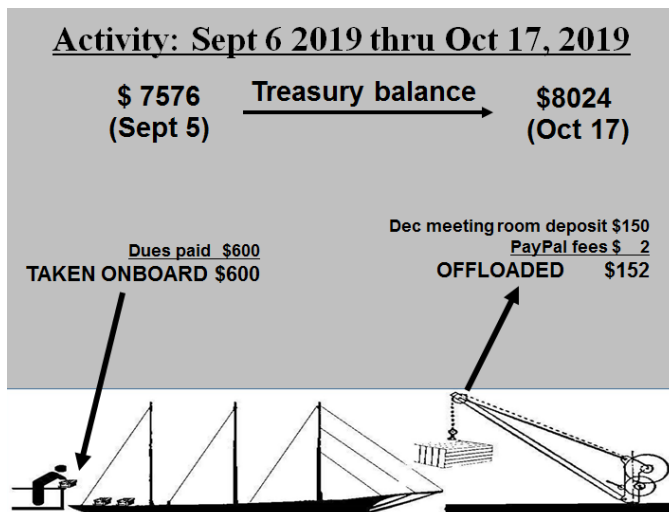 Activity: Sept 6 2019 thru Oct 17, 2019
$ 7576
(Sept 5)
Treasury balance
$8024
(Oct 17)
Dues paid $600
TAKEN ONBOARD $600
Dec meeting room deposit $150
PayPal fees $ 2
OFFLOADED $152